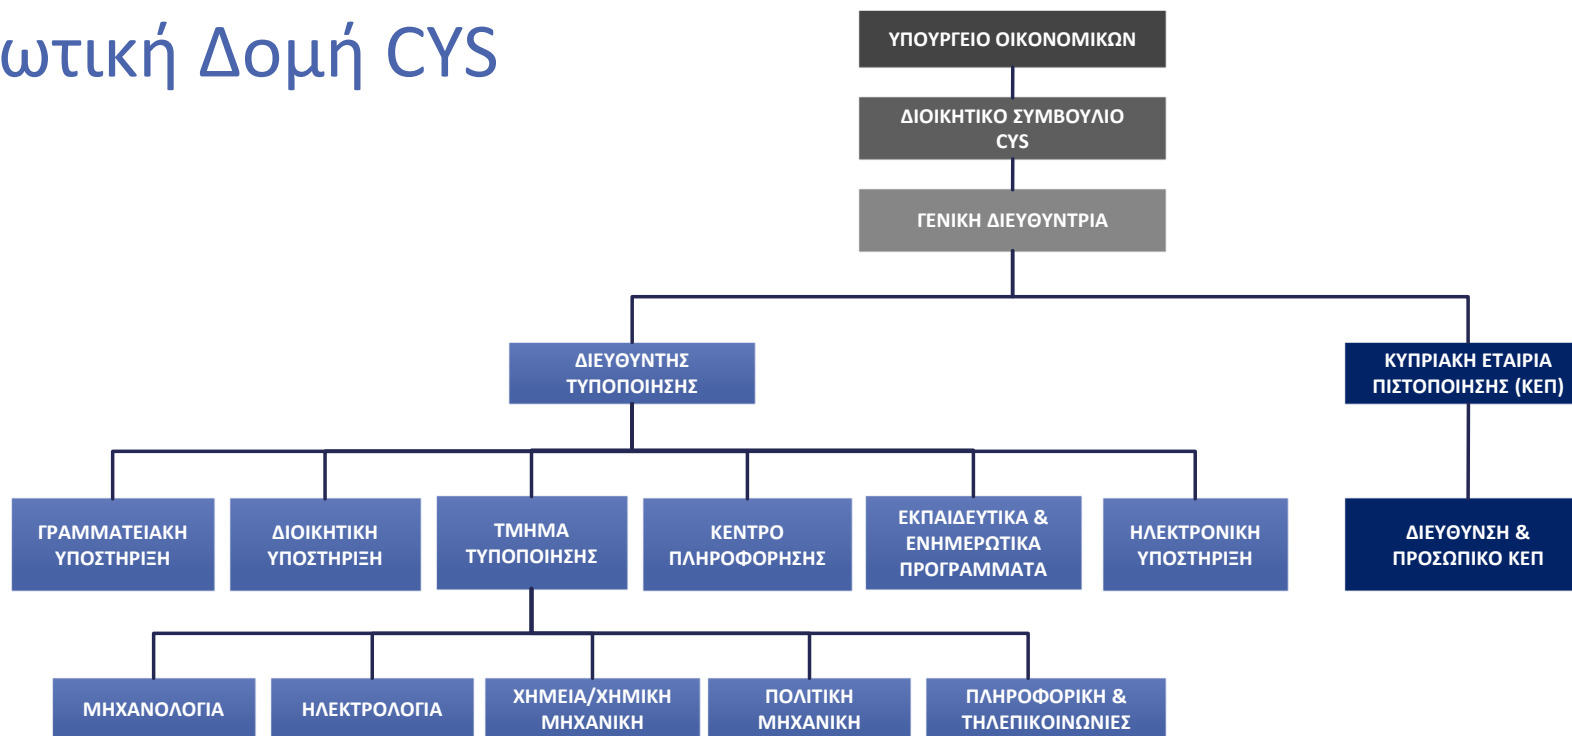 ωτική Δομή CYS
ΥΠΟΥΡΓΕΙΟ ΟΙΚΟΝΟΜΙΚΩΝ
ΔΙΟΙΚΗΤΙΚΟ ΣΥΜΒΟΥΛΙΟ
CYS
ΓΕΝΙΚΗ ΔΙΕΥΘΥΝΤΡΙΑ
ΔΙΕΥΘΥΝΤΗΣ
ΤΥΠΟΠΟΙΗΣΗΣ
ΚΥΠΡΙΑΚΗ ΕΤΑΙΡΙΑ
ΠΙΣΤΟΠΟΙΗΣΗΣ (ΚΕΠ)
ΓΡΑΜΜΑΤΕΙΑΚΗ
ΥΠΟΣΤΗΡΙΞΗ
ΔΙΟΙΚΗΤΙΚΗ
ΥΠΟΣΤΗΡΙΞΗ
ΤΜΗΜΑ
ΤΥΠΟΠΟΙΗΣΗΣ
ΚΕΝΤΡΟ
ΠΛΗΡΟΦΟΡΗΣΗΣ
ΕΚΠΑΙΔΕΥΤΙΚΑ &
ΕΝΗΜΕΡΩΤΙΚΑ
ΠΡΟΓΡΑΜΜΑΤΑ
ΗΛΕΚΤΡΟΝΙΚΗ
ΥΠΟΣΤΗΡΙΞΗ
ΔΙΕΥΘΥΝΣΗ &
ΠΡΟΣΩΠΙΚΟ ΚΕΠ
ΜΗΧΑΝΟΛΟΓΙΑ
ΗΛΕΚΤΡΟΛΟΓΙΑ
ΧΗΜΕΙΑ/ΧΗΜΙΚΗ
ΜΗΧΑΝΙΚΗ
ΠΟΛΙΤΙΚΗ
ΜΗΧΑΝΙΚΗ
ΠΛΗΡΟΦΟΡΙΚΗ &
ΤΗΛΕΠΙΚΟΙΝΩΝΙΕΣ